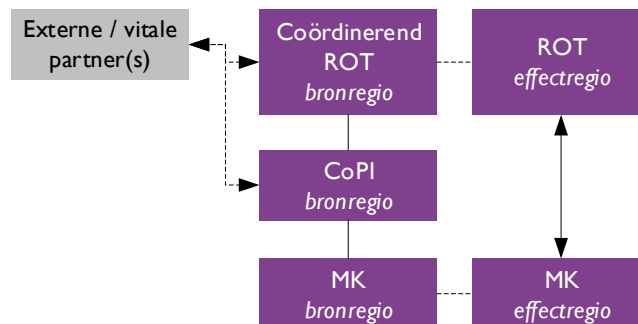 Externe / vitale
partner(s)
Coördinerend
ROT
bronregio
ROT
effectregio
CoPI
bronregio
MK
bronregio
MK
effectregio